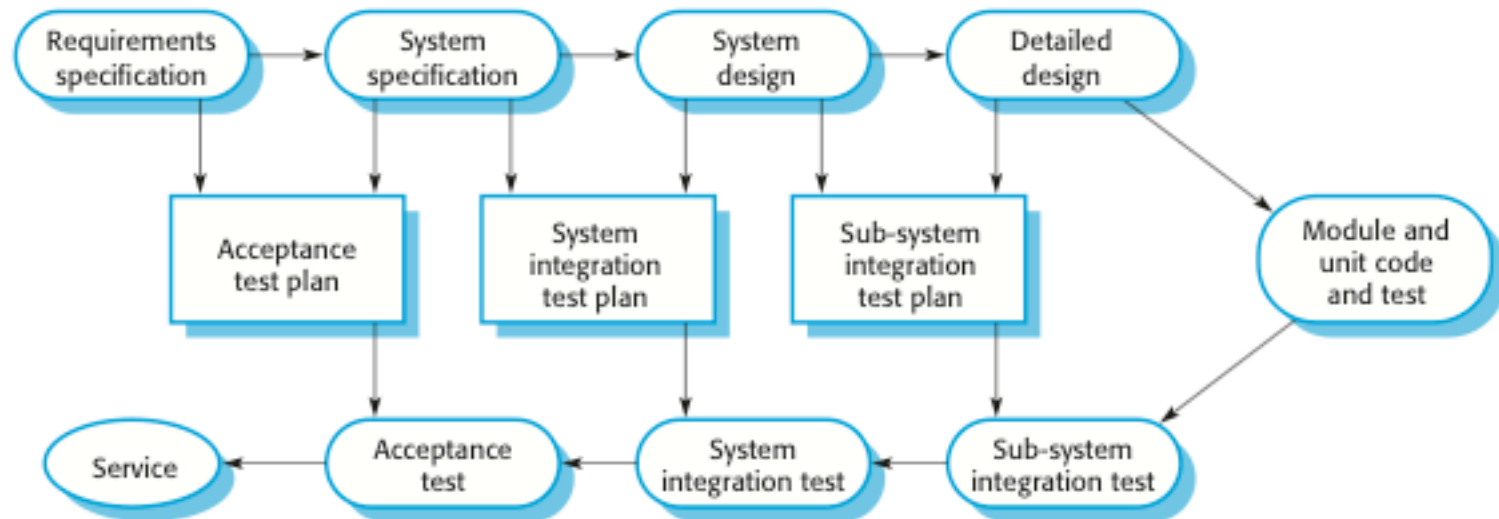 Requirements
specification
System
specification
System
design
Detailed
design
Acceptance
test plan
System
integration
test plan
Sub-system
integration
test plan
Module and
unit code
and test
Service
Acceptance
test
System
integration test
Sub-system
integration test